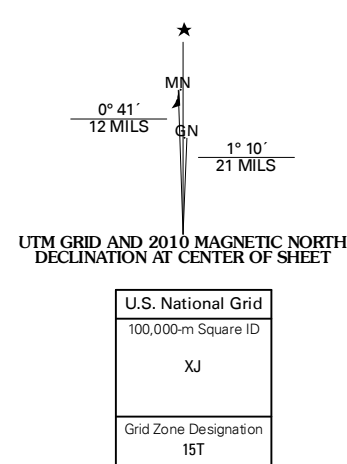 ★
MN
0° 41´
12 MILS
GN
1° 10´
21 MILS
UTM GRID AND 2010 MAGNETIC NORTH
DECLINATION AT CENTER OF SHEET
U.S. National Grid
100,000-m Square ID
XJ
Grid Zone Designation
15T